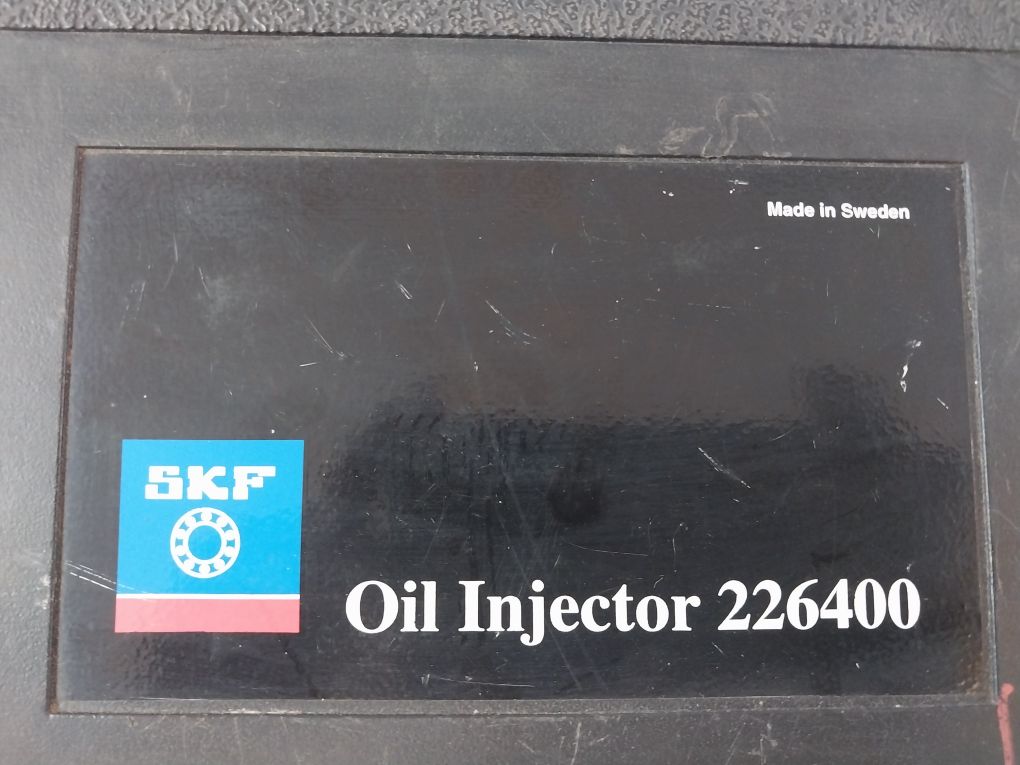 Made in Sweden
SKF
Oil Injector 226400